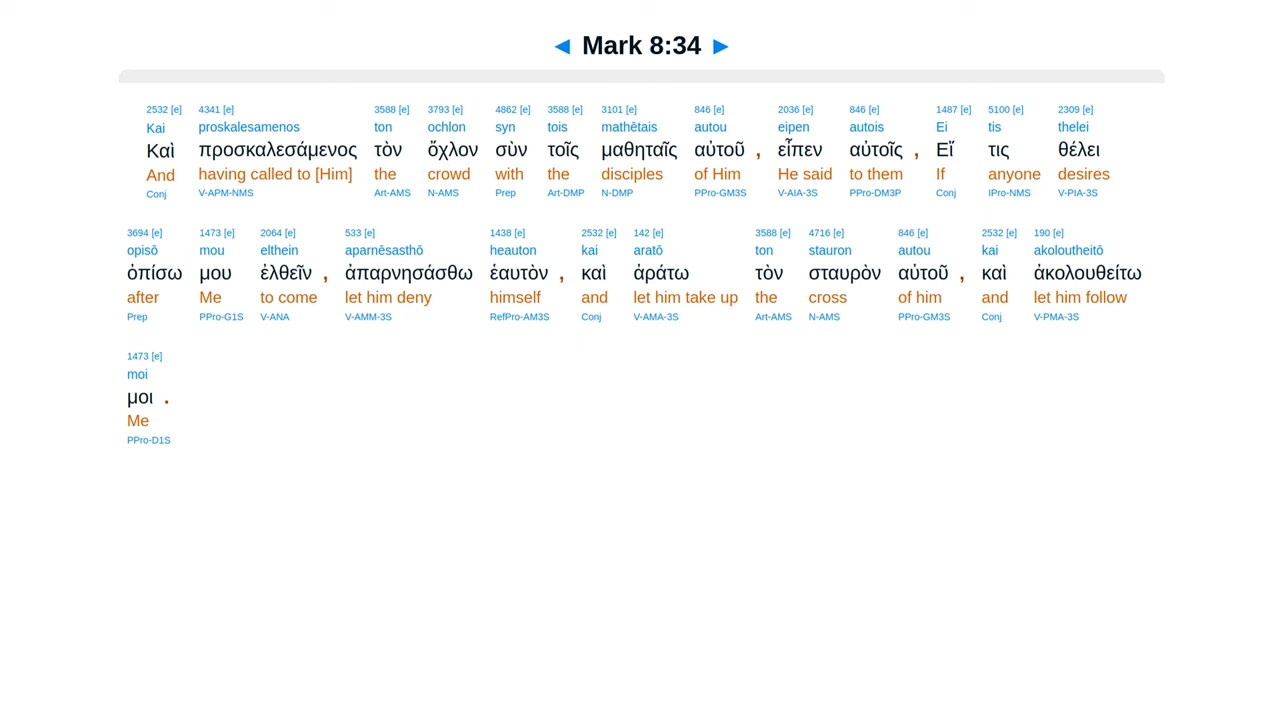 ◄ Mark 8:34 ►
2532 [e] 4341 [e] 3588 [e] 3793 [e] 4862 [e] 3588 [e] 3101 [e] 846 [e] 2036 [e] 846 [e] 1487 [e] 5100 [e] 2309 [e]
Kai proskalesamenos ton ochlon syn tois mathētais autou eipen autois Ei tis thelei
Καὶ προσκαλεσάμενος τὸν ὄχλον σὺν τοῖς μαθηταῖς αὐτοῦ , εἶπεν αὐτοῖς , Εἴ τις θέλει
And having called to [Him] the crowd with the disciples of Him He said to them If anyone desires
Conj V-APM-NMS Art-AMS N-AMS Prep Art-DMP N-DMP PPro-GM3S V-AIA-3S PPro-DM3P Conj IPro-NMS V-PIA-3S
3694 [e] 1473 [e] 2064 [e] 533 [e] 1438 [e] 2532 [e] 142 [e] 3588 [e] 4716 [e] 846 [e] 2532 [e] 190 [e]
opisō mou elthein aparnēsasthō heauton kai aratō ton stauron autou kai akoloutheitō
ὀπίσω μου ἐλθεῖν , ἀπαρνησάσθω ἑαυτὸν , καὶ ἀράτω τὸν σταυρὸν αὐτοῦ , καὶ ἀκολουθείτω
after Me to come let him deny himself and let him take up the cross of him and let him follow
Prep PPro-G1S V-ANA V-AMM-3S RefPro-AM3S Conj V-AMA-3S Art-AMS N-AMS PPro-GM3S Conj V-PMA-3S
1473 [e]
moi
μοι .
Me
PPro-D1S